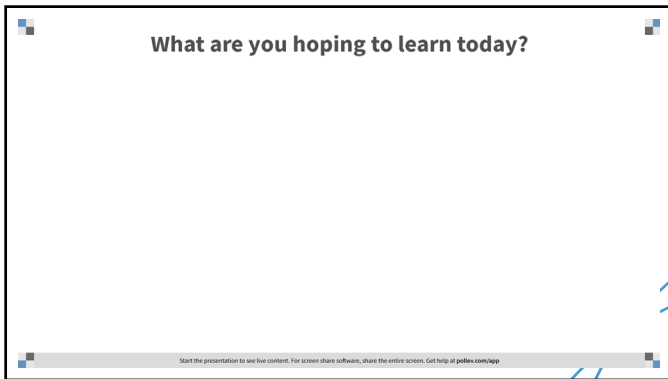 What are you hoping to learn today?
Start the presentation to see live content. For screen share software, share the entire screen. Get help at pollev.com/app